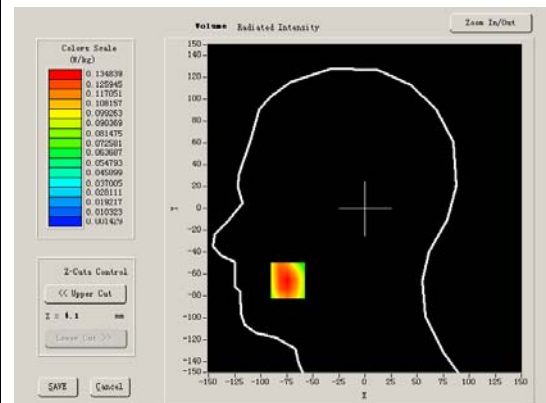 Volume Radiated Intensity
Zoom In/Out
Colors Scale
(W/kg)
0.134839
0.125945
0.117051
0.108157
0.099263
0.090369
0.081475
0.072581
0.063687
0.054793
0.045899
0.037005
0.028111
0.019217
0.010323
0.001429
Z-Cuts Control
<< Upper Cut
mm
Lower Cut >>
SAVE
Cancel
150
140
120
100
80
60
40
20
0
-20
-40
-60
-80
-100
-120
-140
-150
Y
-150 -125 -100 -75 -50 -25 0 25 50 75 100 125 150
X